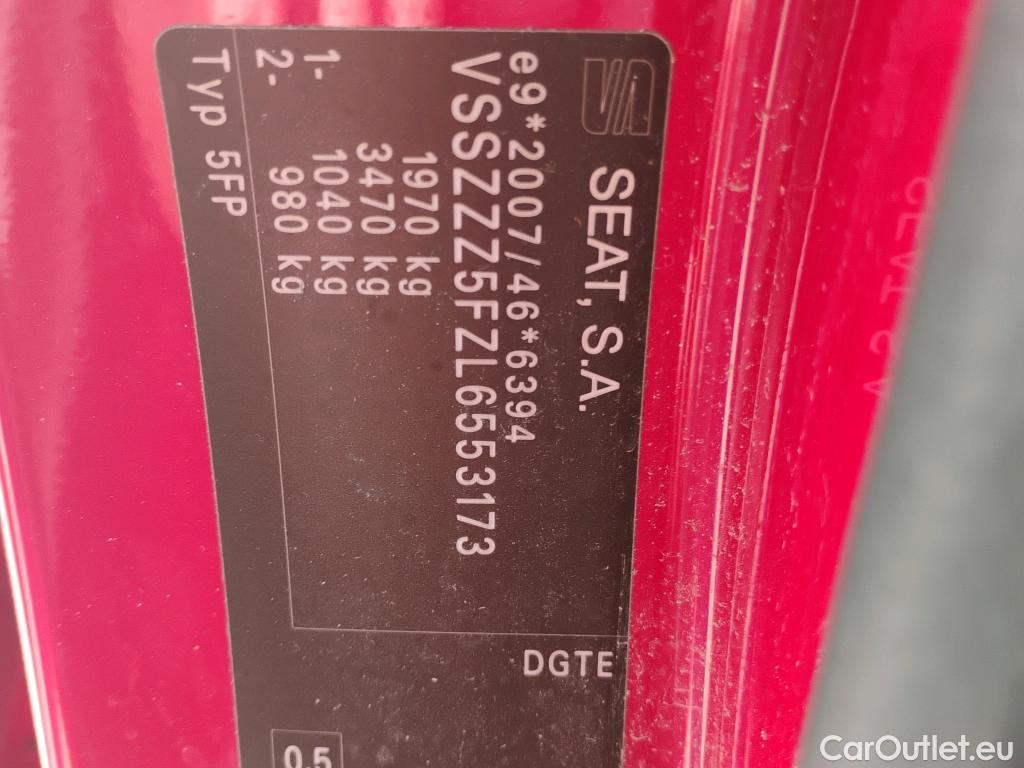 SEAT, S.A.
e9*2007/46*6394
VSSZZZ5FZL655173
1970 kg
3470 kg
1- 1040 kg
2- 980 kg
Typ 5FP
DGTE
0.5
CarOutlet.eu